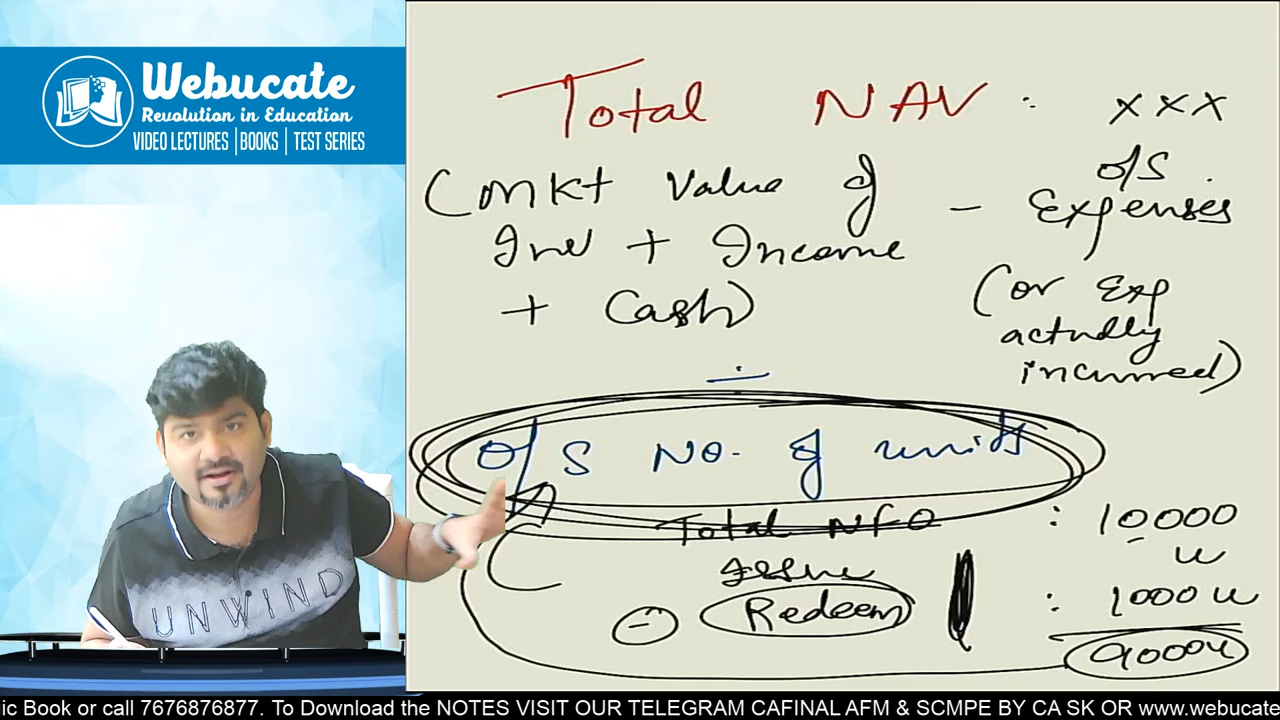 Webucate
Revolution in Education
VIDEO LECTURES | BOOKS | TEST SERIES
Total NAV : xxx
(Mkt Value of
Inv + Income
+ Cash)
O/S
- Expenses
(or Exp
actually
incurred)
÷
O/S No. of units
Total NFO : 10000
Issue u
(-) Redeem : 1000 u
9000u
UNWIND
ic Book or call 7676876877. To Download the NOTES VISIT OUR TELEGRAM CAFINAL AFM & SCMPE BY CA SK OR www.webucate